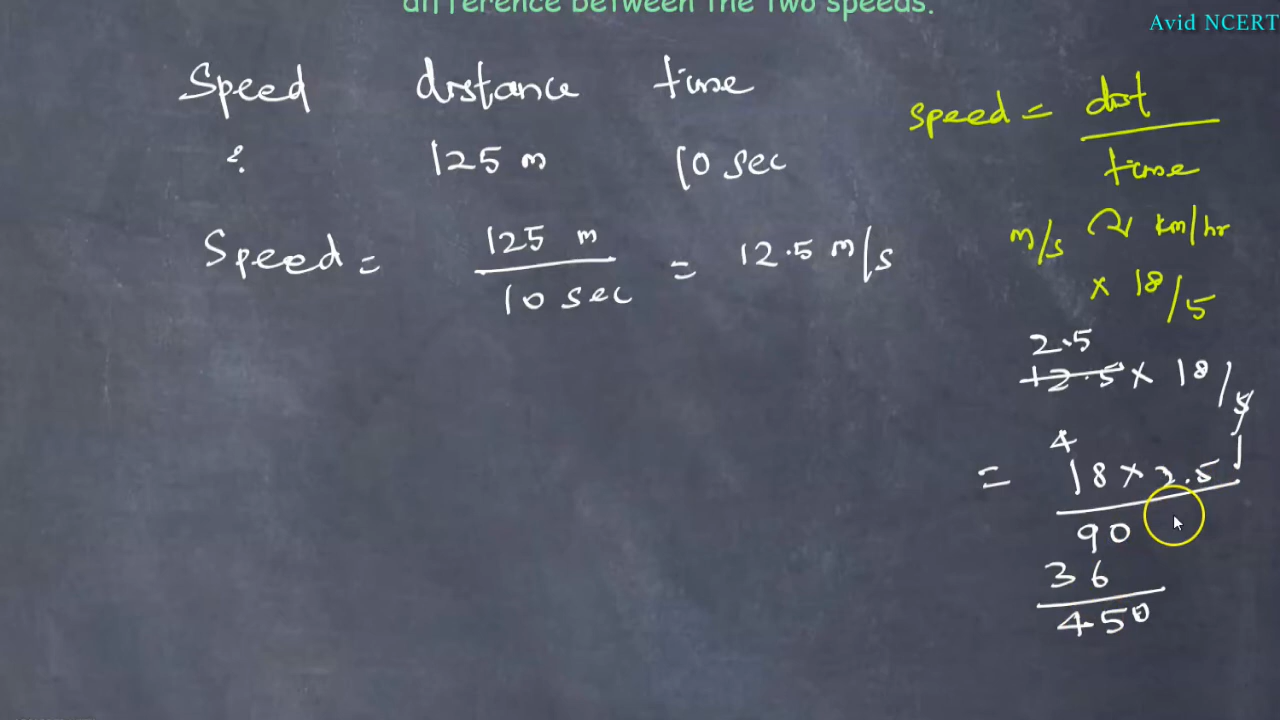 difference between the two speeds.
Avid NCERT
Speed distance time
? 125 m 10 sec
Speed = 125 m / 10 sec = 12.5 m/s
speed = dist / time
m/s km/hr
× 18/5
2.5
12.5 × 18/5
4 1
= 18 × 2.5
90
36
450